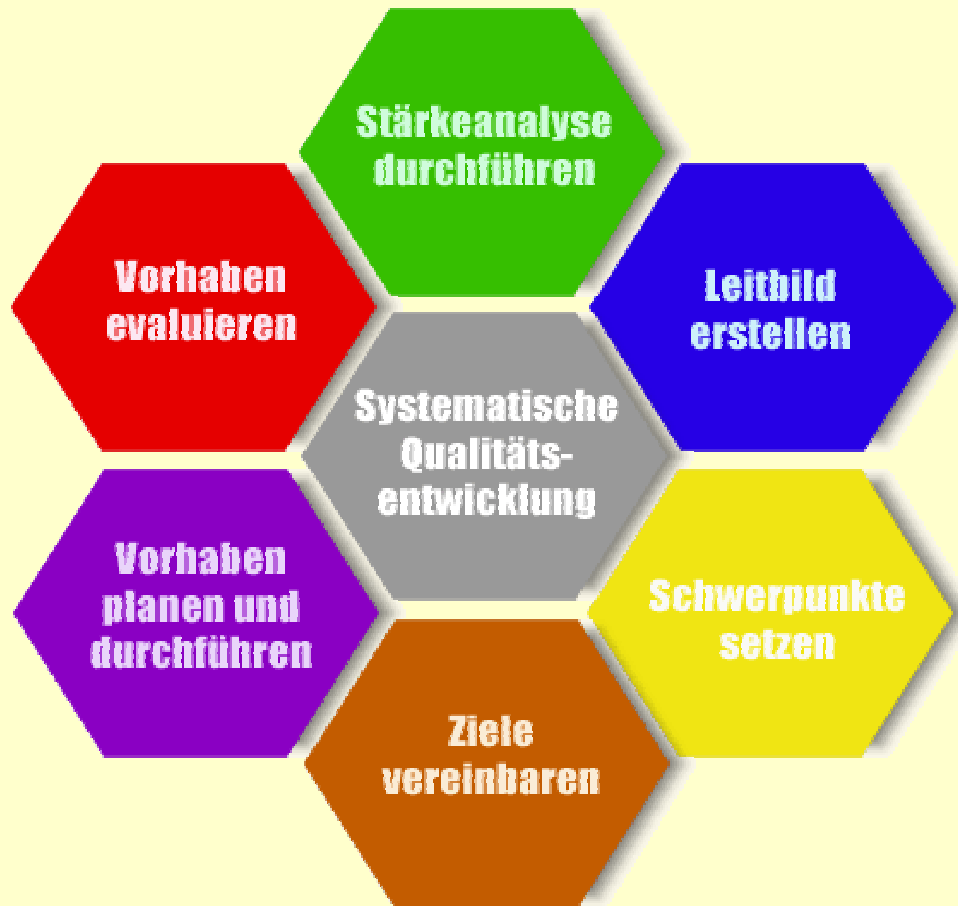 Stärkeanalyse
durchführen
Vorhaben
evaluieren
Leitbild
erstellen
Systematische
Qualitäts-
entwicklung
Vorhaben
planen und
durchführen
Schwerpunkte
setzen
Ziele
vereinbaren